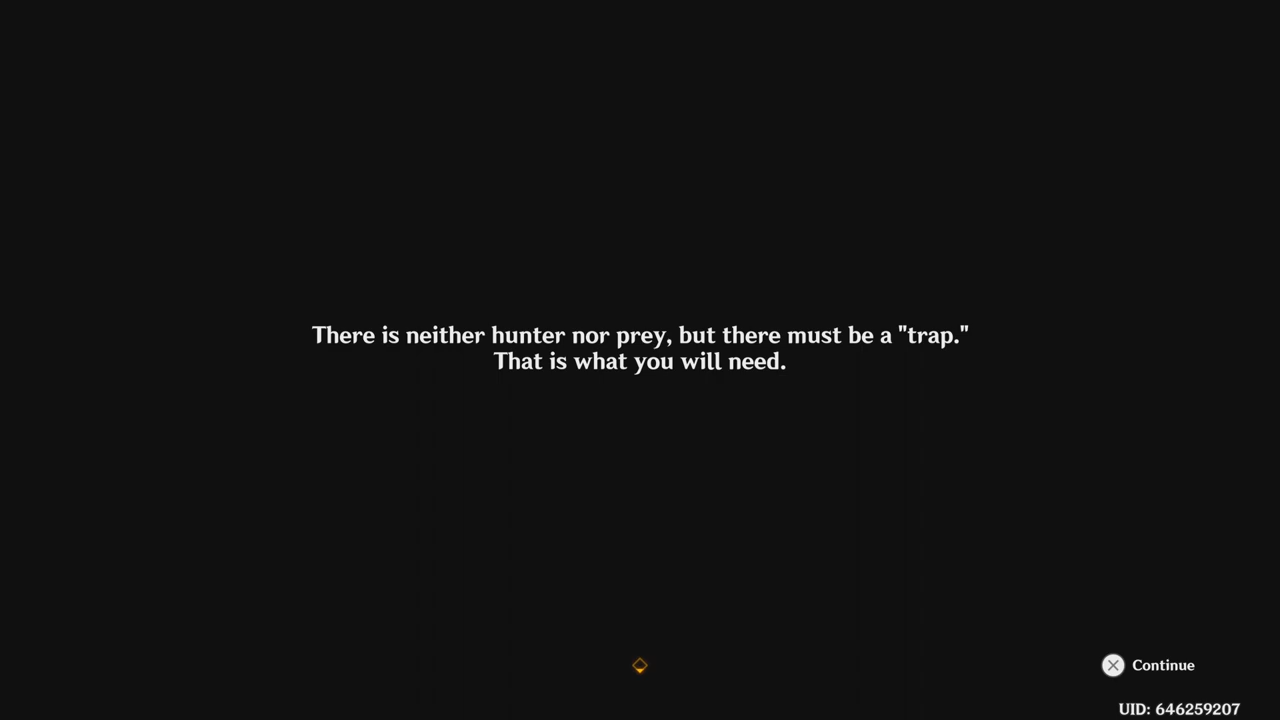 There is neither hunter nor prey, but there must be a "trap."
That is what you will need.
Continue
UID: 646259207